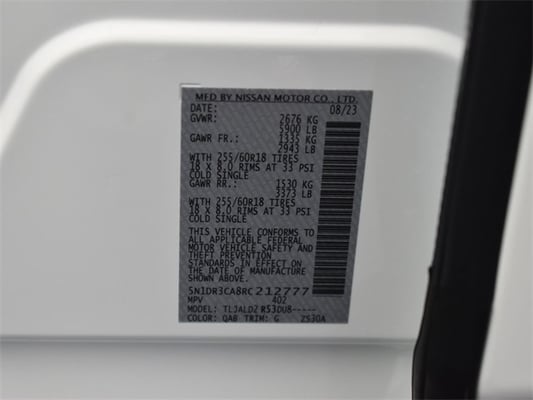 MFD BY NISSAN MOTOR CO., LTD.
DATE: 08/23
GVWR: 2676 KG
5900 LB
GAWR FR.: 1335 KG
2943 LB
WITH 255/60R18 TIRES
18 X 8.0 RIMS AT 33 PSI
COLD SINGLE
GAWR RR.: 1530 KG
3373 LB
WITH 255/60R18 TIRES
18 X 8.0 RIMS AT 33 PSI
COLD SINGLE
THIS VEHICLE CONFORMS TO
ALL APPLICABLE FEDERAL
MOTOR VEHICLE SAFETY AND
THEFT PREVENTION
STANDARDS IN EFFECT ON
THE DATE OF MANUFACTURE
SHOWN ABOVE.
5N1DR3CA8RC212777
MPV 402
MODEL: TLJALDZ R53DU8-----
COLOR: QAB TRIM: G ZS30A